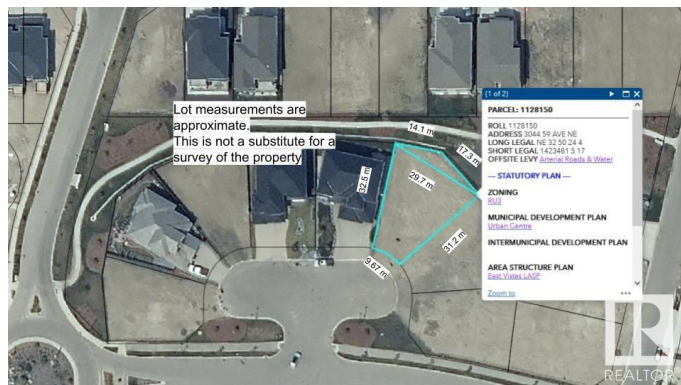 Lot measurements are
approximate.
This is not a substitute for a
survey of the property
14.1 m
17.3 m
32.5 m
29.7 m
31.2 m
9.67 m
(1 of 2)
PARCEL: 1128150
ROLL 1128150
ADDRESS 3044 59 AVE NE
LONG LEGAL NE 32 50 24 4
SHORT LEGAL 1423481 5 17
OFFSITE LEVY Arterial Roads & Water
--- STATUTORY PLAN ---
ZONING
RU3
MUNICIPAL DEVELOPMENT PLAN
Urban Centre
INTERMUNICIPAL DEVELOPMENT PLAN
AREA STRUCTURE PLAN
East Vistas LASP
Zoom to
•••
R
REALTOR